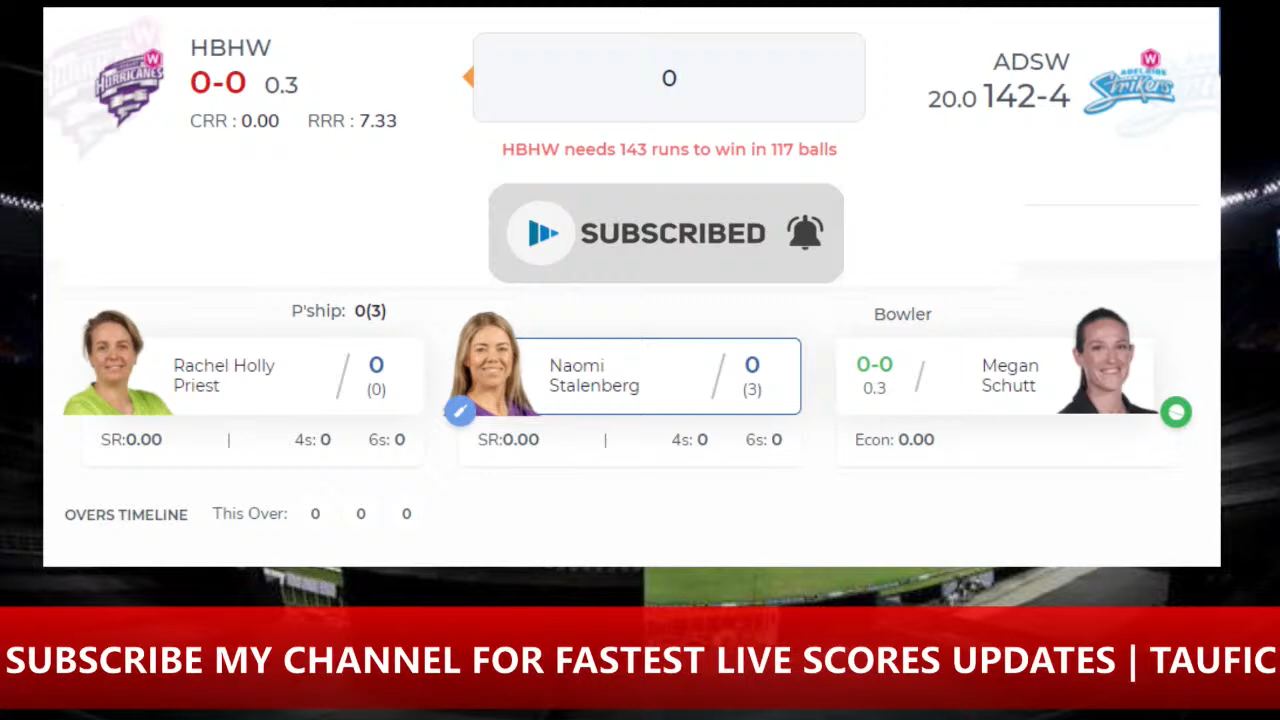 HBHW
0-0 0.3
CRR : 0.00 RRR : 7.33
0
ADSW
20.0 142-4
W
HURRICANES
W
ADELAIDE
Strikers
HBHW needs 143 runs to win in 117 balls
SUBSCRIBED
P'ship: 0(3)
Bowler
Rachel Holly
Priest
0
(0)
Naomi
Stalenberg
0
(3)
0-0
0.3
Megan
Schutt
SR:0.00 | 4s: 0 6s: 0
SR:0.00 | 4s: 0 6s: 0
Econ: 0.00
OVERS TIMELINE This Over: 0 0 0
SUBSCRIBE MY CHANNEL FOR FASTEST LIVE SCORES UPDATES | TAUFIC